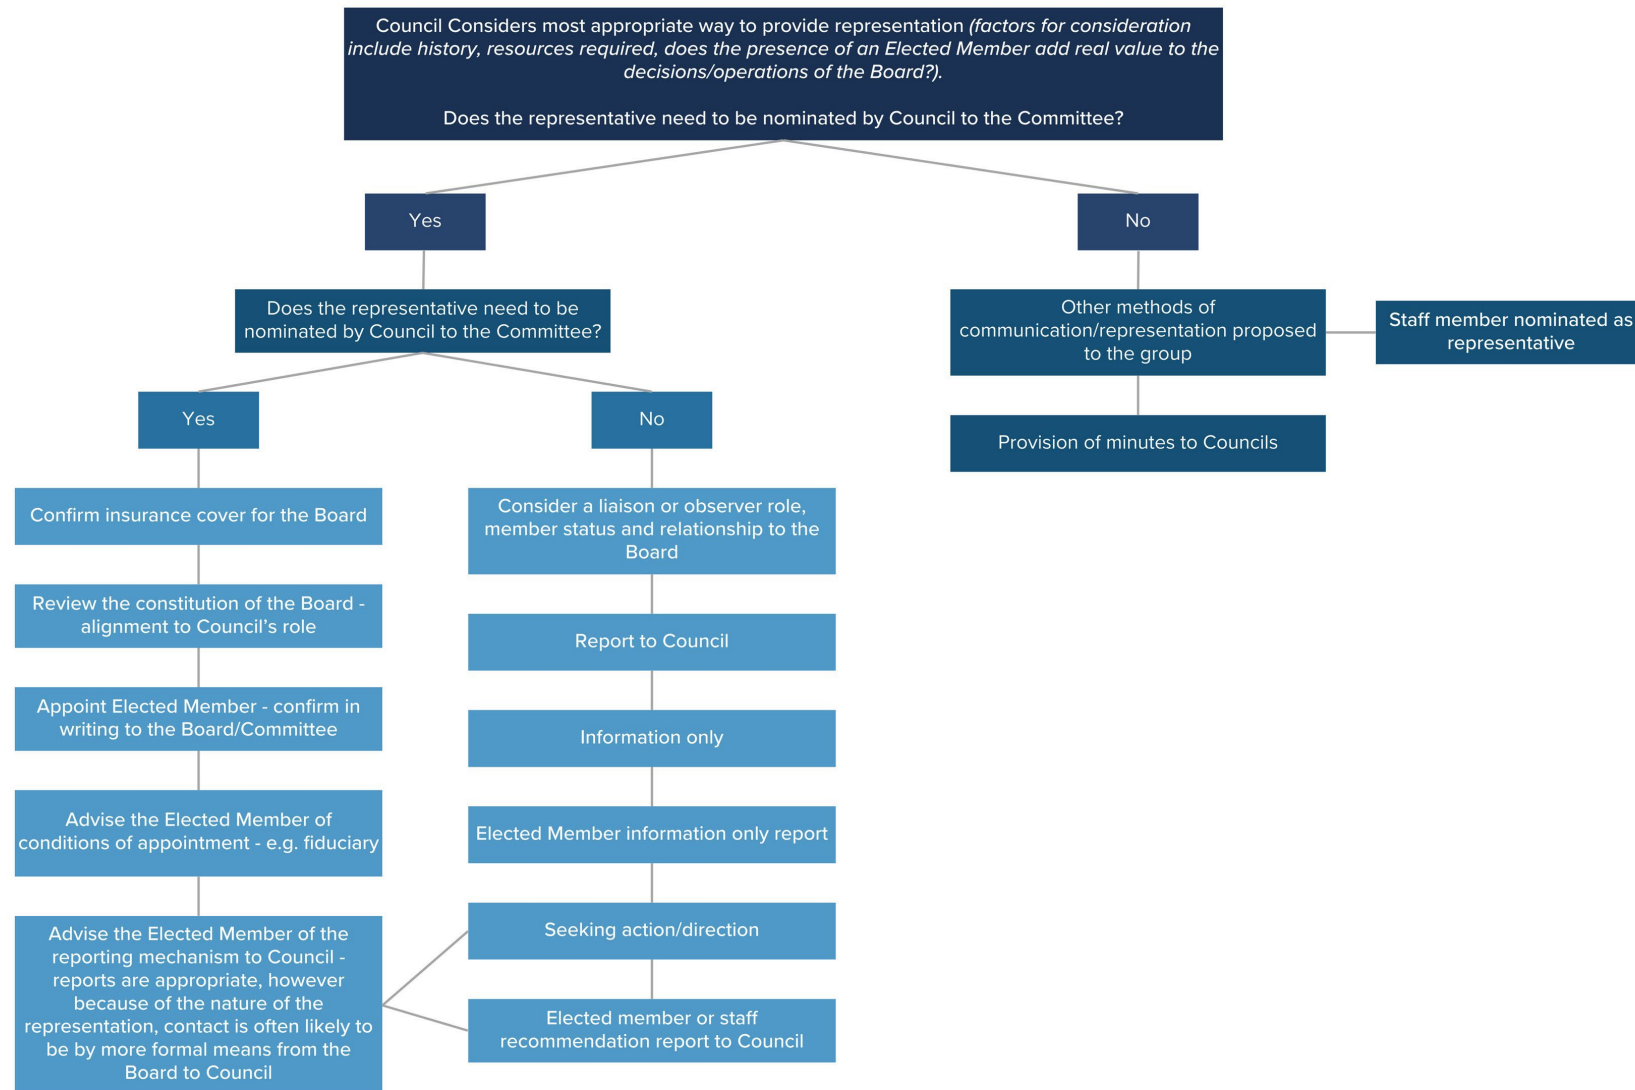 Council Considers most appropriate way to provide representation (factors for consideration
include history, resources required, does the presence of an Elected Member add real value to the
decisions/operations of the Board?).
Does the representative need to be nominated by Council to the Committee?
Yes
No
Does the representative need to be
nominated by Council to the Committee?
Other methods of
communication/representation proposed
to the group
Staff member nominated as
representative
Yes
No
Provision of minutes to Councils
Confirm insurance cover for the Board
Review the constitution of the Board -
alignment to Council’s role
Appoint Elected Member - confirm in
writing to the Board/Committee
Advise the Elected Member of
conditions of appointment - e.g. fiduciary
Advise the Elected Member of the
reporting mechanism to Council -
reports are appropriate, however
because of the nature of the
representation, contact is often likely to
be by more formal means from the
Board to Council
Consider a liaison or observer role,
member status and relationship to the
Board
Report to Council
Information only
Elected Member information only report
Seeking action/direction
Elected member or staff
recommendation report to Council